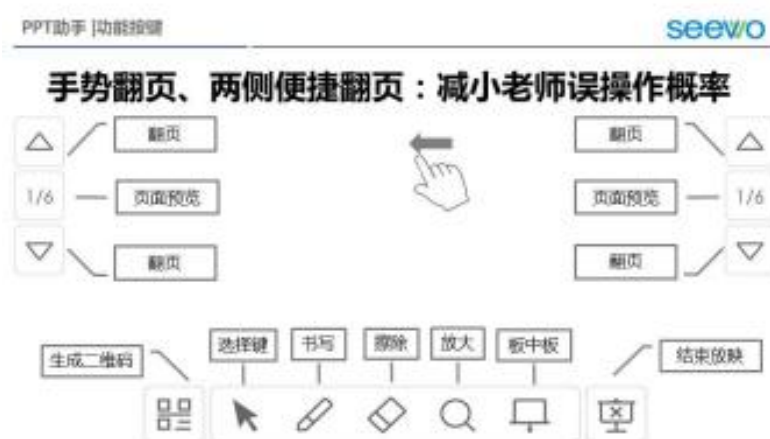 PPT助手 |功能按键
seewo
手势翻页、两侧便捷翻页：减小老师误操作概率
翻页
翻页
1/6
页面预览
页面预览
1/6
翻页
翻页
生成二维码
选择键
书写
擦除
放大
板中板
结束放映